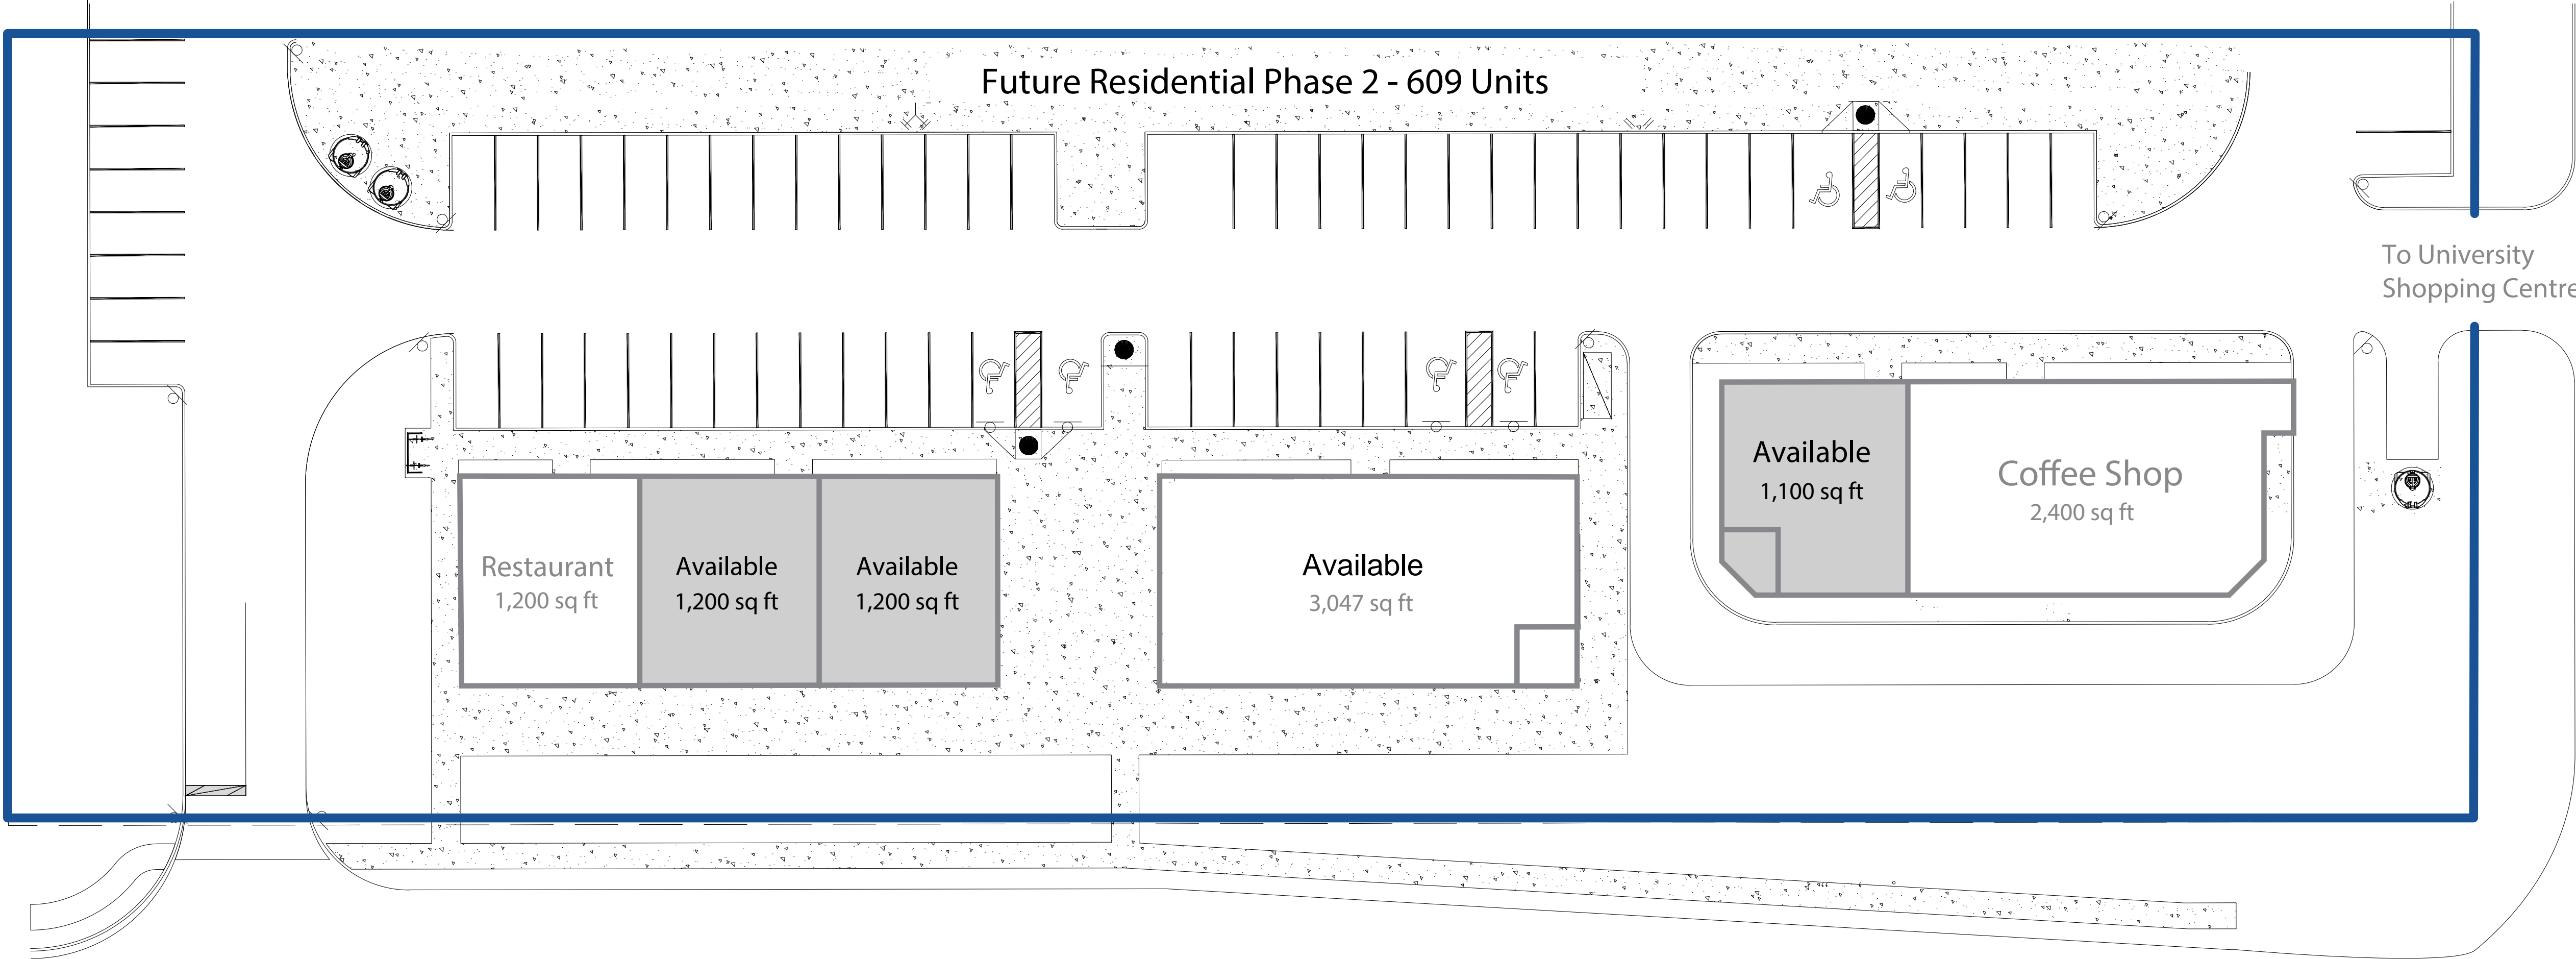 Future Residential Phase 2 - 609 Units
To University
Shopping Centre
Available
1,100 sq ft
Coffee Shop
2,400 sq ft
Restaurant
1,200 sq ft
Available
1,200 sq ft
Available
1,200 sq ft
Available
3,047 sq ft